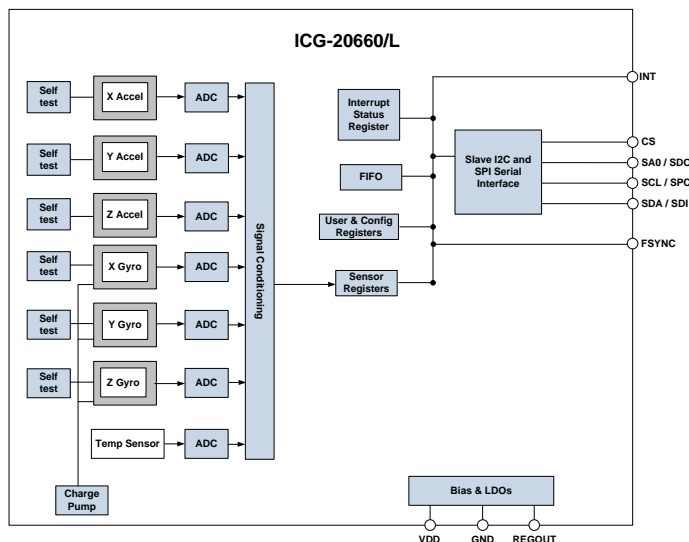 ICG-20660/L
Self
test
X Accel
ADC
Self
test
Y Accel
ADC
Self
test
Z Accel
ADC
Self
test
X Gyro
ADC
Self
test
Y Gyro
ADC
Self
test
Z Gyro
ADC
Temp Sensor
ADC
Charge
Pump
Signal Conditioning
Interrupt
Status
Register
FIFO
User & Config
Registers
Sensor
Registers
Slave I2C and
SPI Serial
Interface
INT
CS
SA0 / SDO
SCL / SPC
SDA / SDI
FSYNC
Bias & LDOs
VDD
GND
REGOUT